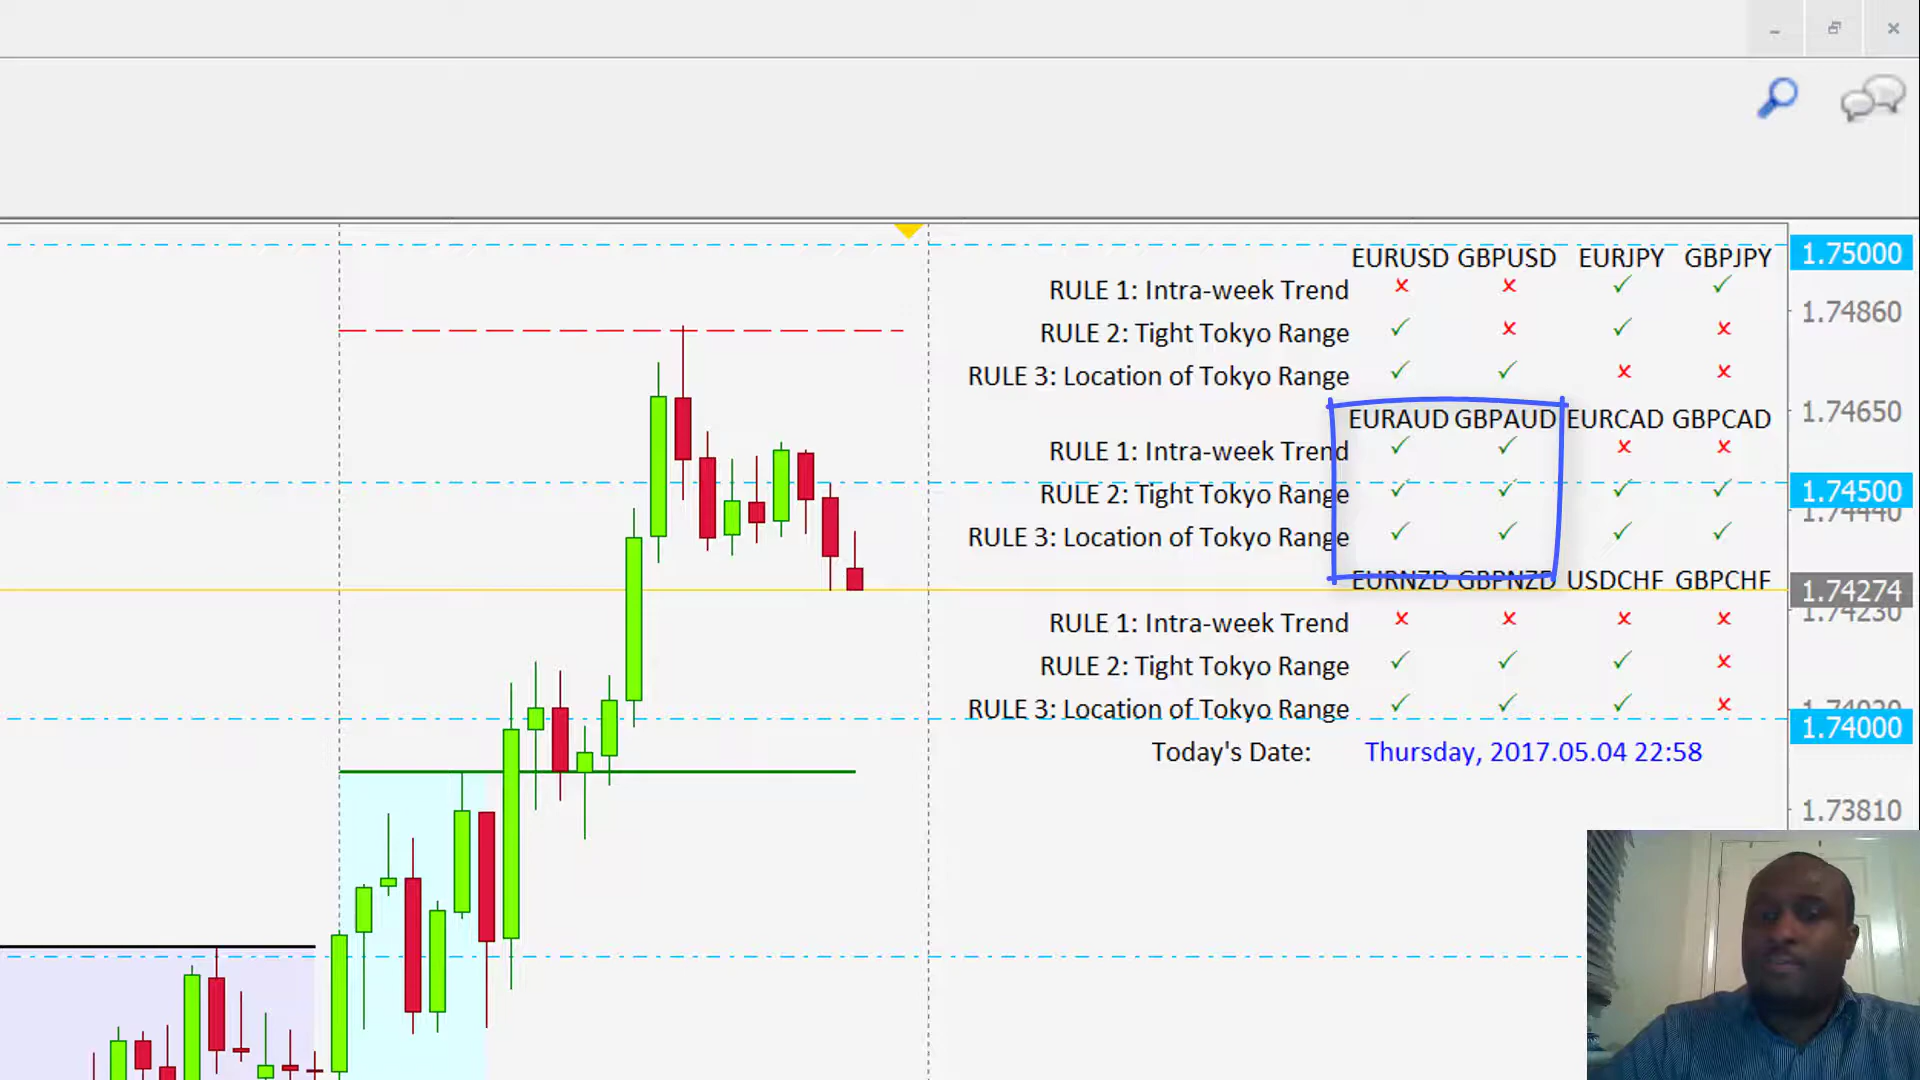 EURUSD GBPUSD EURJPY GBPJPY
1.75000
RULE 1: Intra-week Trend ✗ ✗ ✓ ✓
1.74860
RULE 2: Tight Tokyo Range ✓ ✗ ✓ ✗
RULE 3: Location of Tokyo Range ✓ ✓ ✗ ✗
1.74650
EURAUD GBPAUD EURCAD GBPCAD
RULE 1: Intra-week Trend ✓ ✓ ✗ ✗
RULE 2: Tight Tokyo Range ✓ ✓ ✓ ✓
1.74500
1.74440
RULE 3: Location of Tokyo Range ✓ ✓ ✓ ✓
EURNZD GBPNZD USDCHF GBPCHF
1.74274
1.74230
RULE 1: Intra-week Trend ✗ ✗ ✗ ✗
RULE 2: Tight Tokyo Range ✓ ✓ ✓ ✗
RULE 3: Location of Tokyo Range ✓ ✓ ✓ ✗
1.74000
Today's Date: Thursday, 2017.05.04 22:58
1.73810